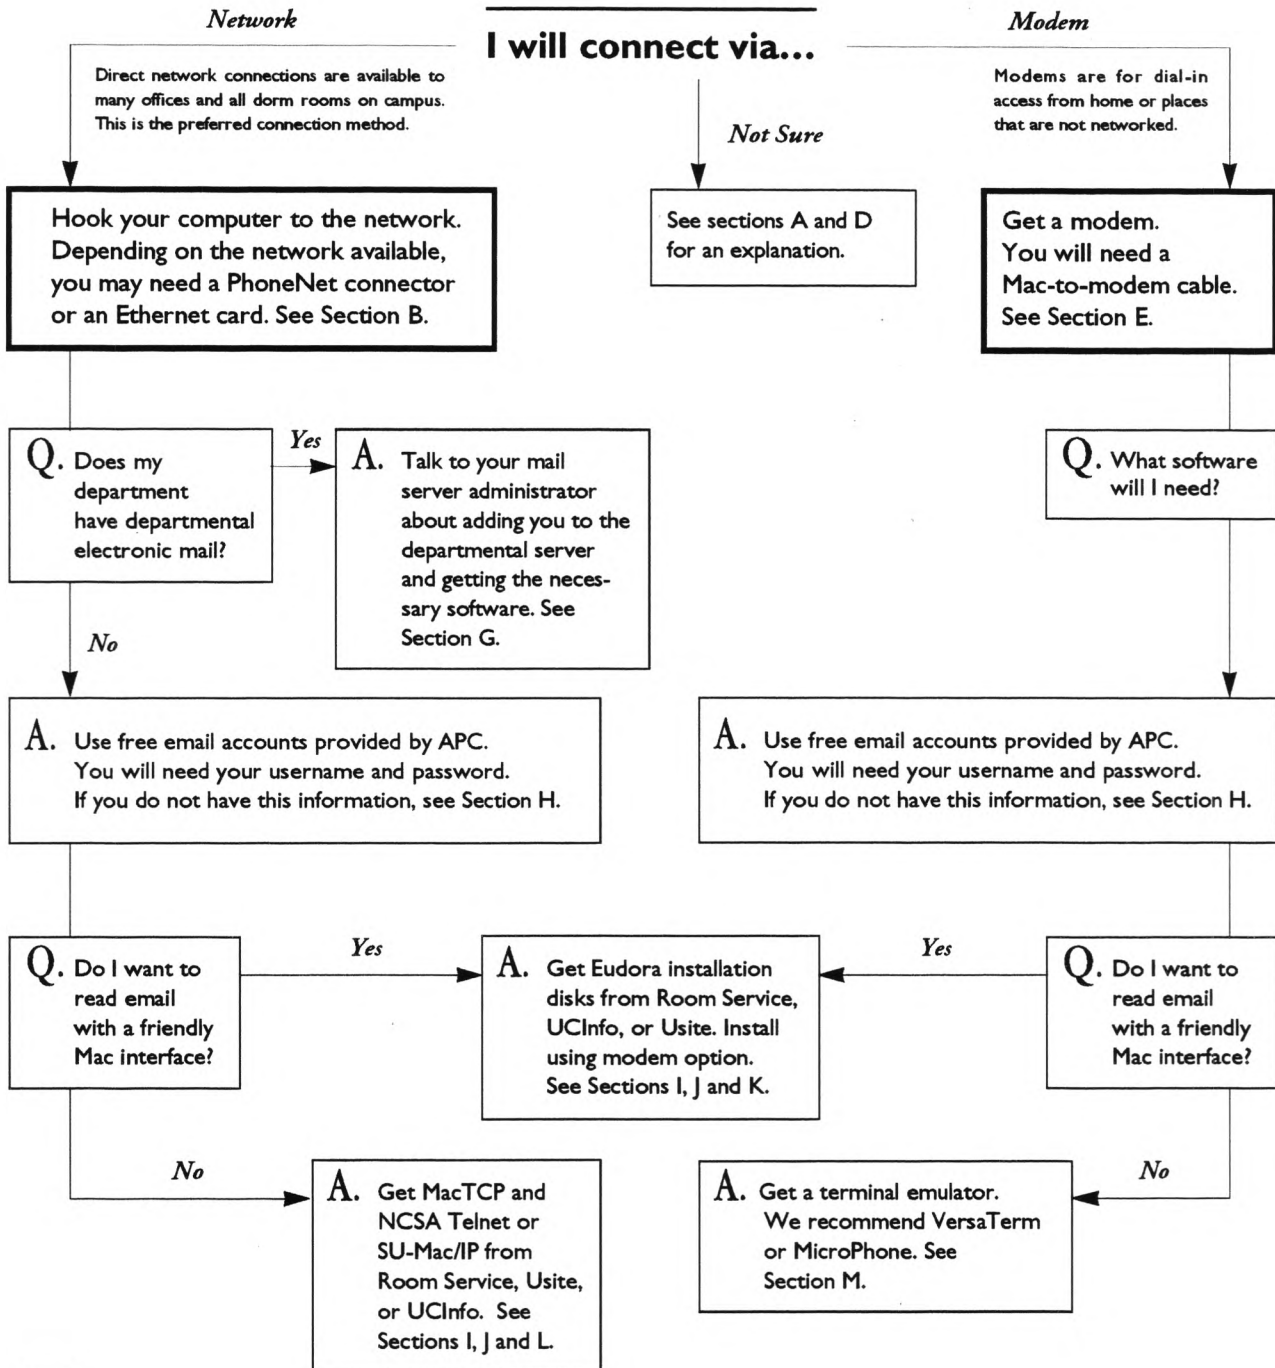 Network
I will connect via...
Modem
Direct network connections are available to
many offices and all dorm rooms on campus.
This is the preferred connection method.
Modems are for dial-in
access from home or places
that are not networked.
Not Sure
Hook your computer to the network.
Depending on the network available,
you may need a PhoneNet connector
or an Ethernet card. See Section B.
See sections A and D
for an explanation.
Get a modem.
You will need a
Mac-to-modem cable.
See Section E.
Q. Does my
department
have departmental
electronic mail?
Yes
A. Talk to your mail
server administrator
about adding you to the
departmental server
and getting the neces-
sary software. See
Section G.
Q. What software
will I need?
No
A. Use free email accounts provided by APC.
You will need your username and password.
If you do not have this information, see Section H.
A. Use free email accounts provided by APC.
You will need your username and password.
If you do not have this information, see Section H.
Q. Do I want to
read email
with a friendly
Mac interface?
Yes
A. Get Eudora installation
disks from Room Service,
UCInfo, or Usite. Install
using modem option.
See Sections I, J and K.
Yes
Q. Do I want to
read email
with a friendly
Mac interface?
No
A. Get MacTCP and
NCSA Telnet or
SU-Mac/IP from
Room Service, Usite,
or UCInfo. See
Sections I, J and L.
A. Get a terminal emulator.
We recommend VersaTerm
or MicroPhone. See
Section M.
No